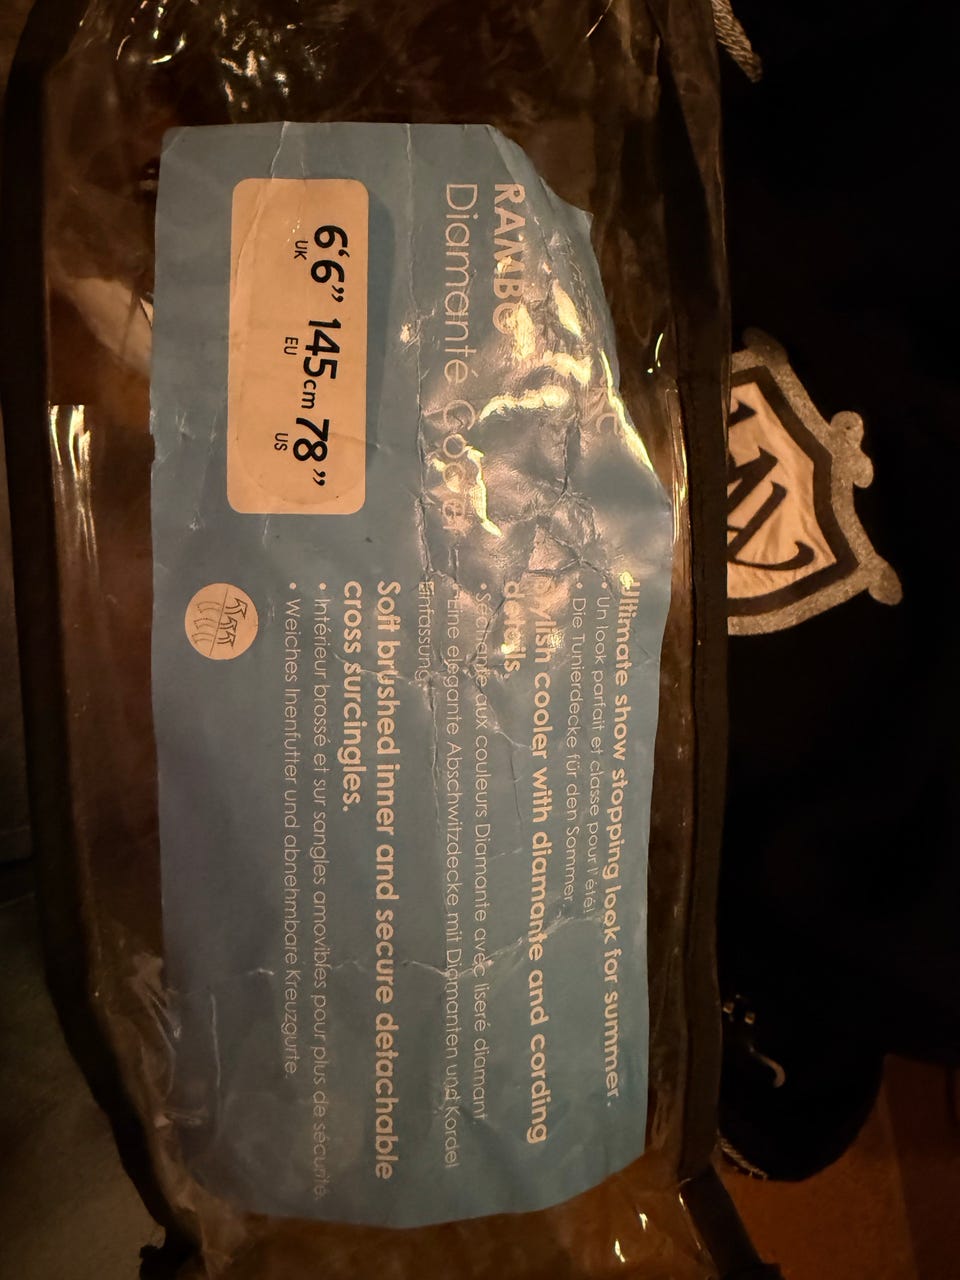 RAMBO
Diamanté Cooler
6‘6” 145cm 78”
UK EU US
Ultimate show stopping look for summer.
• Un look parfait et classe pour l'été!
• Die Tunierdecke für den Sommer.
Stylish cooler with diamante and cording
details.
• Séchante aux couleurs Diamante avec liseré diamant
• Eine elegante Abschwitzdecke mit Diamanten und Kordel
Einfassung.
Soft brushed inner and secure detachable
cross surcingles.
• Intérieur brossé et sur sangles amovibles pour plus de sécurité.
• Weiches Inenfutter und abnehmbare Kreuzgurte.